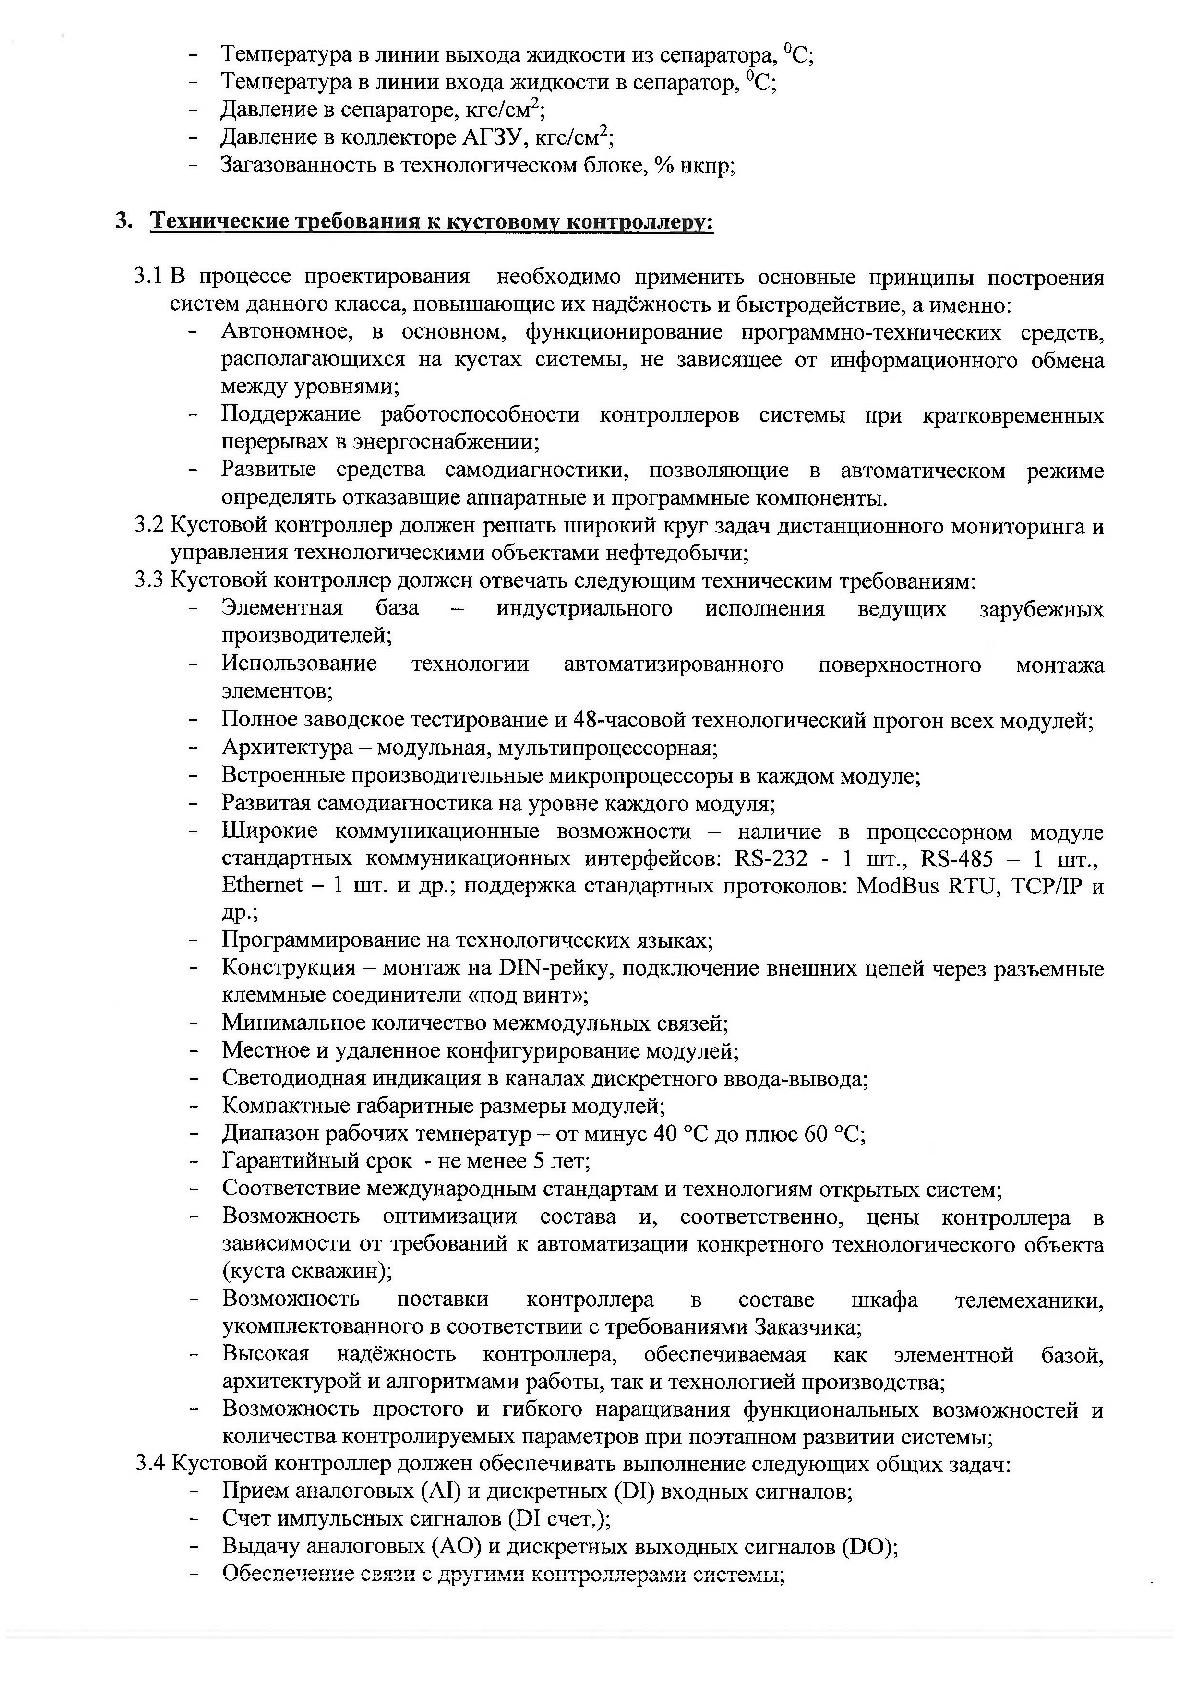 - Температура в линии выхода жидкости из сепаратора, ⁰С;
- Температура в линии входа жидкости в сепаратор, ⁰С;
- Давление в сепараторе, кгс/см²;
- Давление в коллекторе АГЗУ, кгс/см²;
- Загазованность в технологическом блоке, % нкпр;
3. Технические требования к кустовому контроллеру:
3.1 В процессе проектирования необходимо применить основные принципы построения
систем данного класса, повышающие их надёжность и быстродействие, а именно:
- Автономное, в основном, функционирование программно-технических средств,
располагающихся на кустах системы, не зависящее от информационного обмена
между уровнями;
- Поддержание работоспособности контроллеров системы при кратковременных
перерывах в энергоснабжении;
- Развитые средства самодиагностики, позволяющие в автоматическом режиме
определять отказавшие аппаратные и программные компоненты.
3.2 Кустовой контроллер должен решать широкий круг задач дистанционного мониторинга и
управления технологическими объектами нефтедобычи;
3.3 Кустовой контроллер должен отвечать следующим техническим требованиям:
- Элементная база – индустриального исполнения ведущих зарубежных
производителей;
- Использование технологии автоматизированного поверхностного монтажа
элементов;
- Полное заводское тестирование и 48-часовой технологический прогон всех модулей;
- Архитектура – модульная, мультипроцессорная;
- Встроенные производительные микропроцессоры в каждом модуле;
- Развитая самодиагностика на уровне каждого модуля;
- Широкие коммуникационные возможности – наличие в процессорном модуле
стандартных коммуникационных интерфейсов: RS-232 - 1 шт., RS-485 – 1 шт.,
Ethernet – 1 шт. и др.; поддержка стандартных протоколов: ModBus RTU, TCP/IP и
др.;
- Программирование на технологических языках;
- Конструкция – монтаж на DIN-рейку, подключение внешних цепей через разъемные
клеммные соединители «под винт»;
- Минимальное количество межмодульных связей;
- Местное и удаленное конфигурирование модулей;
- Светодиодная индикация в каналах дискретного ввода-вывода;
- Компактные габаритные размеры модулей;
- Диапазон рабочих температур – от минус 40 °С до плюс 60 °С;
- Гарантийный срок - не менее 5 лет;
- Соответствие международным стандартам и технологиям открытых систем;
- Возможность оптимизации состава и, соответственно, цены контроллера в
зависимости от требований к автоматизации конкретного технологического объекта
(куста скважин);
- Возможность поставки контроллера в составе шкафа телемеханики,
укомплектованного в соответствии с требованиями Заказчика;
- Высокая надёжность контроллера, обеспечиваемая как элементной базой,
архитектурой и алгоритмами работы, так и технологией производства;
- Возможность простого и гибкого наращивания функциональных возможностей и
количества контролируемых параметров при поэтапном развитии системы;
3.4 Кустовой контроллер должен обеспечивать выполнение следующих общих задач:
- Прием аналоговых (AI) и дискретных (DI) входных сигналов;
- Счет импульсных сигналов (DI счет.);
- Выдачу аналоговых (AO) и дискретных выходных сигналов (DO);
- Обеспечение связи с другими контроллерами системы;